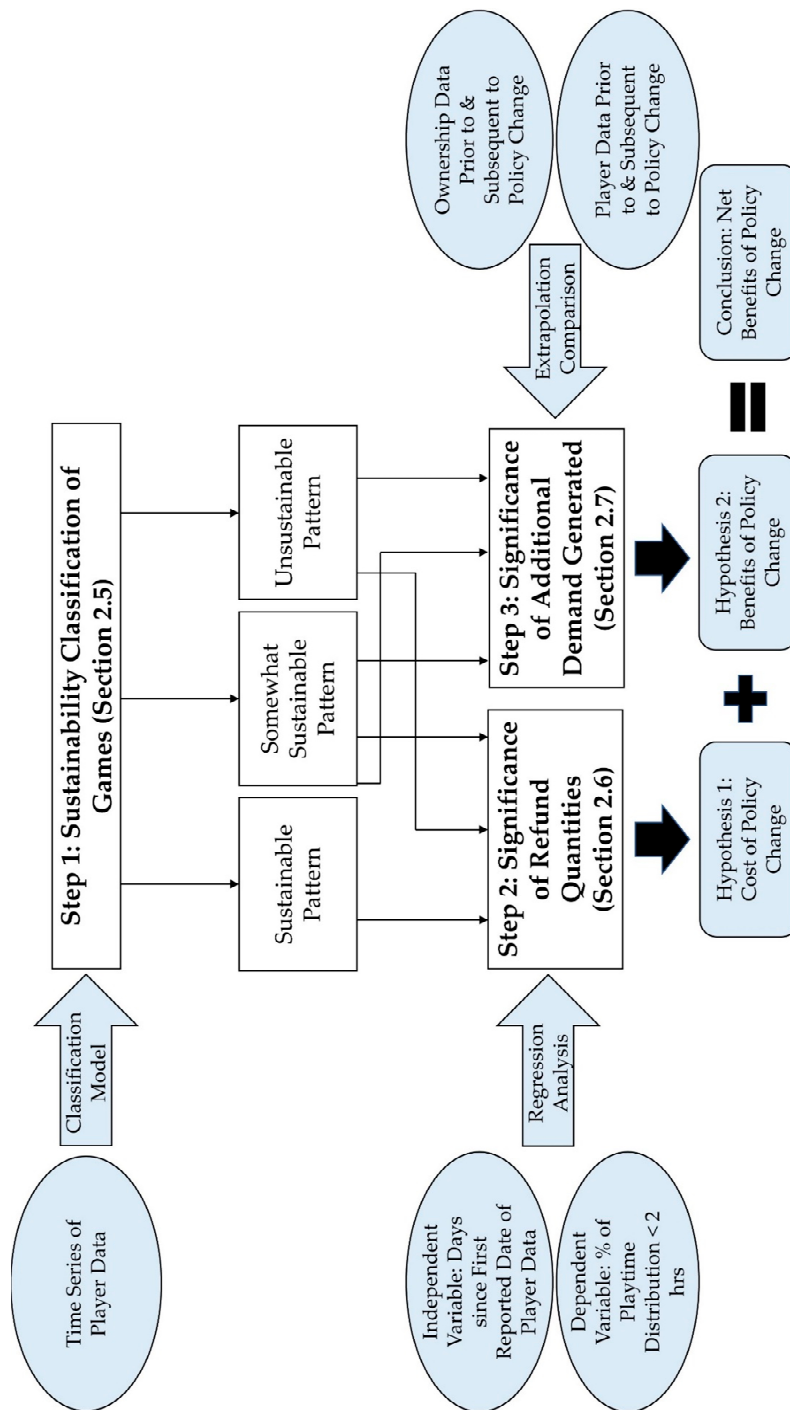 Time Series of
Player Data
Classification
Model
Step 1: Sustainability Classification of
Games (Section 2.5)
Sustainable
Pattern
Somewhat
Sustainable
Pattern
Unsustainable
Pattern
Independent
Variable: Days
since First
Reported Date of
Player Data
Dependent
Variable: % of
Playtime
Distribution < 2
hrs
Regression
Analysis
Step 2: Significance
of Refund
Quantities
(Section 2.6)
Step 3: Significance
of Additional
Demand Generated
(Section 2.7)
Extrapolation
Comparison
Ownership Data
Prior to &
Subsequent to
Policy Change
Player Data Prior
to & Subsequent
to Policy Change
Hypothesis 1:
Cost of Policy
Change
Hypothesis 2:
Benefits of Policy
Change
Conclusion: Net
Benefits of Policy
Change